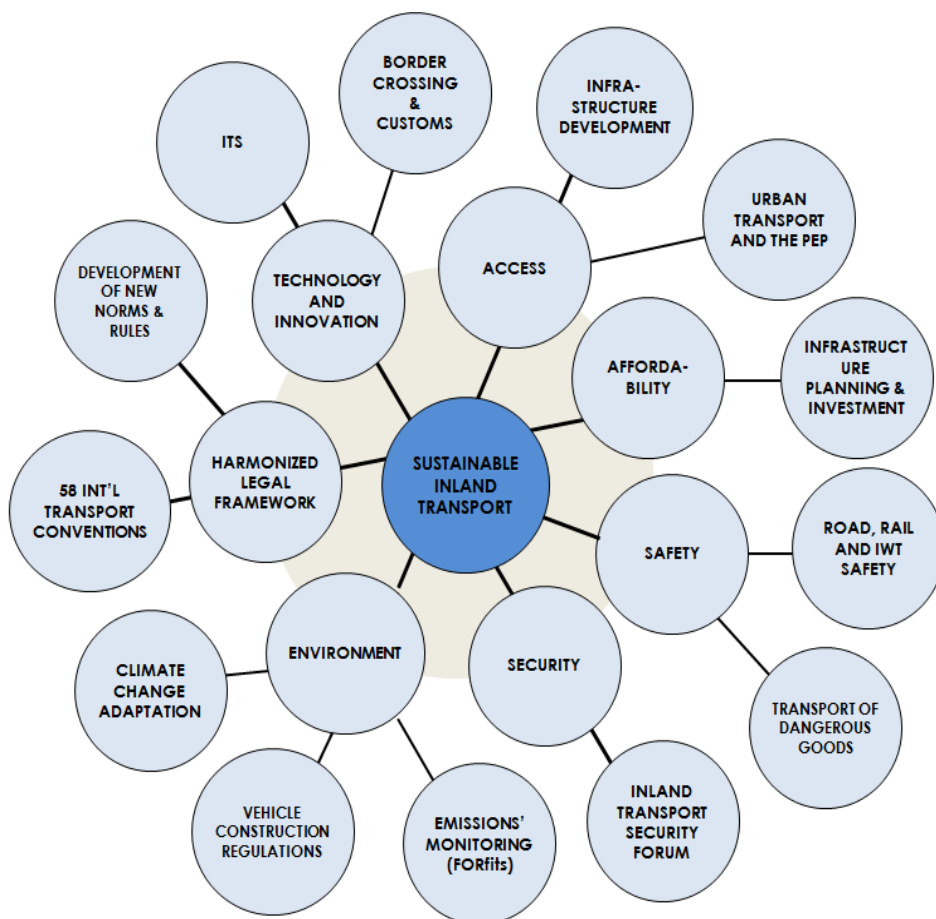 BORDER
CROSSING
&
CUSTOMS
INFRA-
STRUCTURE
DEVELOPMENT
ITS
URBAN
TRANSPORT
AND THE PEP
ACCESS
DEVELOPMENT
OF NEW
NORMS &
RULES
TECHNOLOGY
AND
INNOVATION
AFFORDA-
BILITY
INFRASTRUCT
URE
PLANNING &
INVESTMENT
HARMONIZED
LEGAL
FRAMEWORK
SUSTAINABLE
INLAND
TRANSPORT
58 INT'L
TRANSPORT
CONVENTIONS
SAFETY
ROAD, RAIL
AND IWT
SAFETY
ENVIRONMENT
SECURITY
CLIMATE
CHANGE
ADAPTATION
TRANSPORT OF
DANGEROUS
GOODS
VEHICLE
CONSTRUCTION
REGULATIONS
EMISSIONS'
MONITORING
(FORfits)
INLAND
TRANSPORT
SECURITY
FORUM